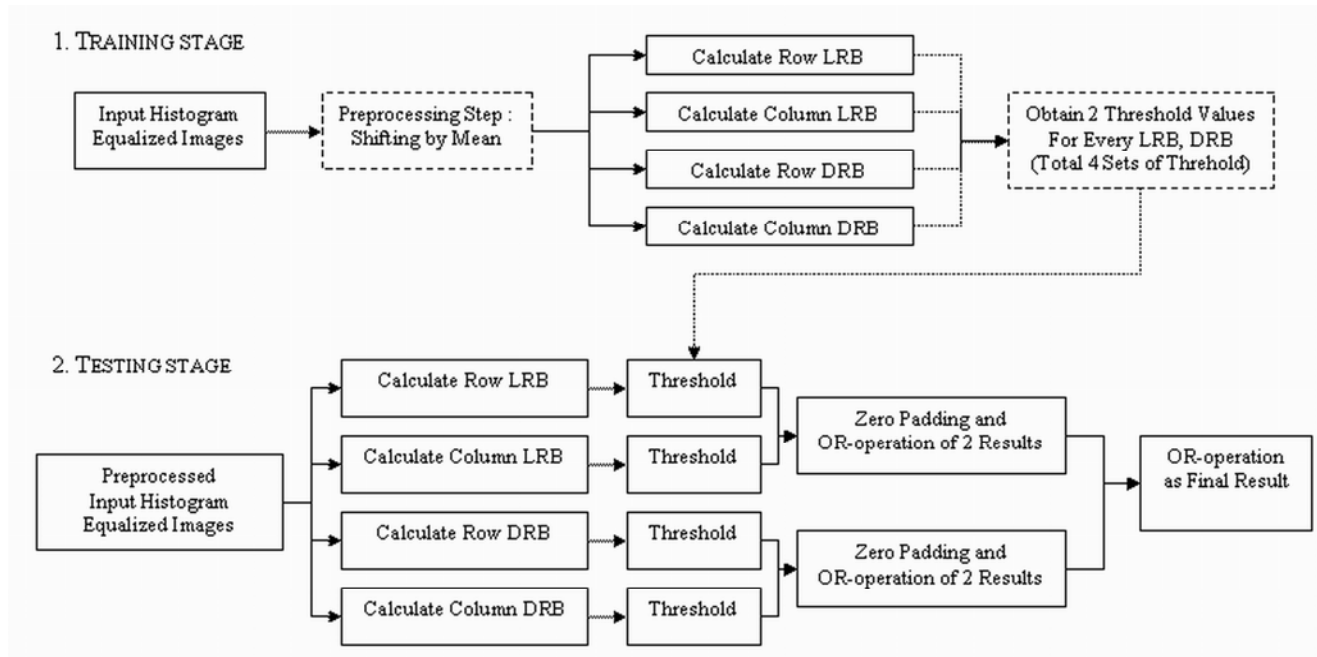 1. TRAINING STAGE
Input Histogram
Equalized Images
Preprocessing Step :
Shifting by Mean
Calculate Row LRB
Calculate Column LRB
Calculate Row DRB
Calculate Column DRB
Obtain 2 Threshold Values
For Every LRB, DRB
(Total 4 Sets of Threhold)
2. TESTING STAGE
Preprocessed
Input Histogram
Equalized Images
Calculate Row LRB
Calculate Column LRB
Calculate Row DRB
Calculate Column DRB
Threshold
Threshold
Threshold
Threshold
Zero Padding and
OR-operation of 2 Results
Zero Padding and
OR-operation of 2 Results
OR-operation
as Final Result